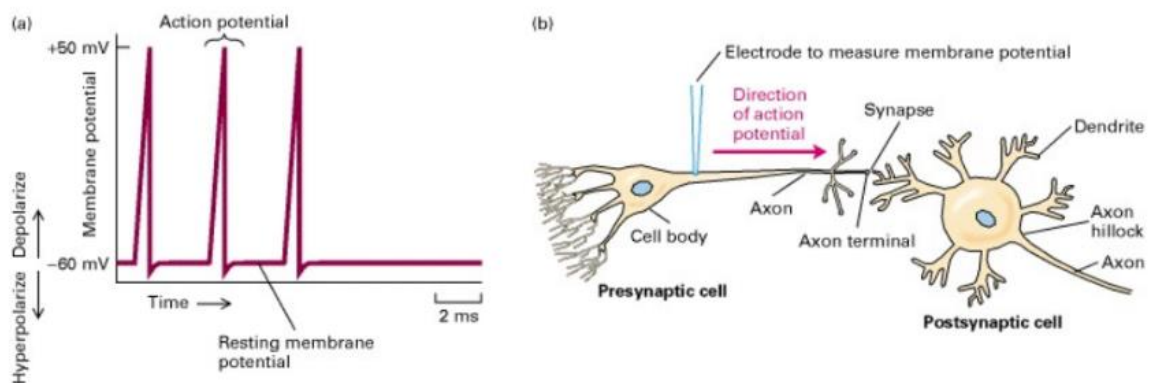 (a)
Action potential
+50 mV
Membrane potential
Depolarize
−60 mV
Hyperpolarize
Time
2 ms
Resting membrane
potential
(b)
Electrode to measure membrane potential
Direction
of action
potential
Synapse
Dendrite
Axon
Cell body
Axon terminal
Axon
hillock
Axon
Presynaptic cell
Postsynaptic cell